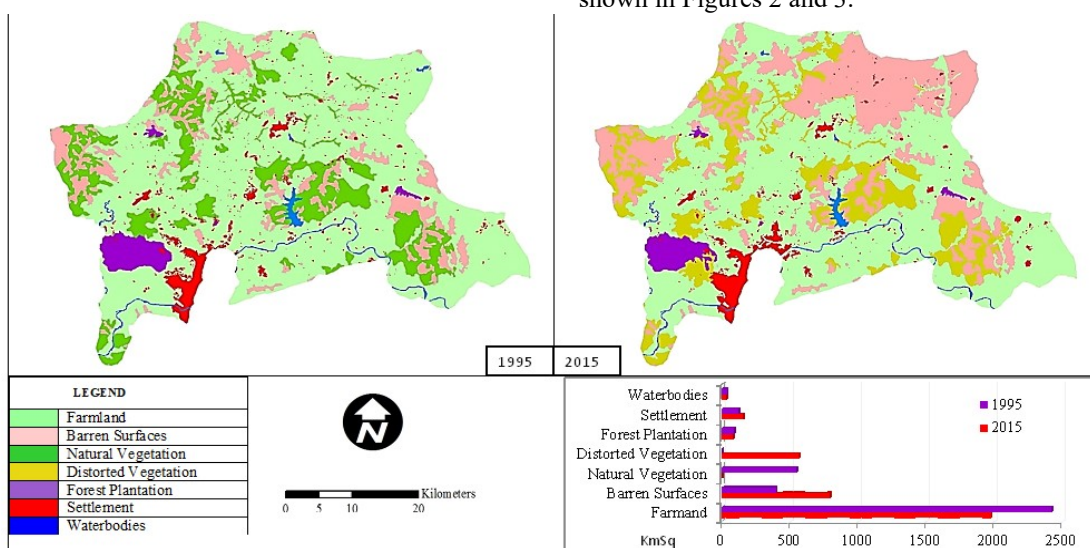 shown in Figures 2 and 3.
1995 2015
LEGEND
Farmland
Barren Surfaces
Natural Vegetation
Distorted Vegetation
Forest Plantation
Settlement
Waterbodies
N
Kilometers
0 5 10 20
Waterbodies
Settlement
Forest Plantation
Distorted Vegetation
Natural Vegetation
Barren Surfaces
Farmand
1995
2015
KmSq 0 500 1000 1500 2000 2500